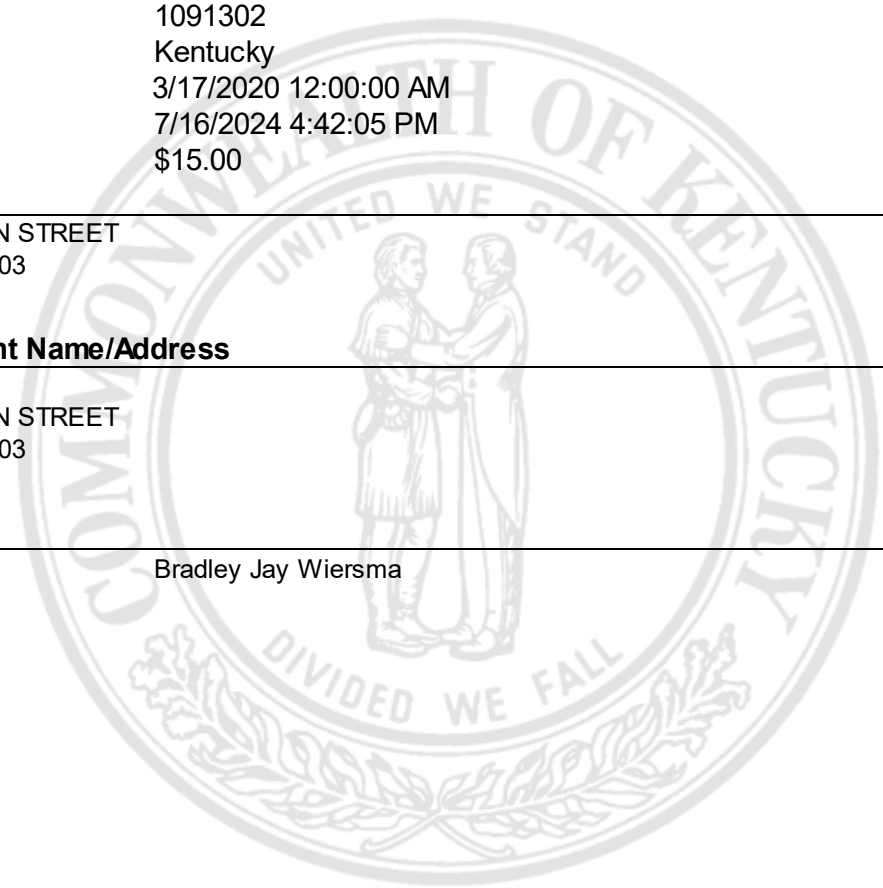 1091302
Kentucky
3/17/2020 12:00:00 AM
7/16/2024 4:42:05 PM
$15.00
N STREET
03
nt Name/Address
N STREET
03
Bradley Jay Wiersma
COMMONWEALTH OF KENTUCKY
UNITED WE STAND
DIVIDED WE FALL